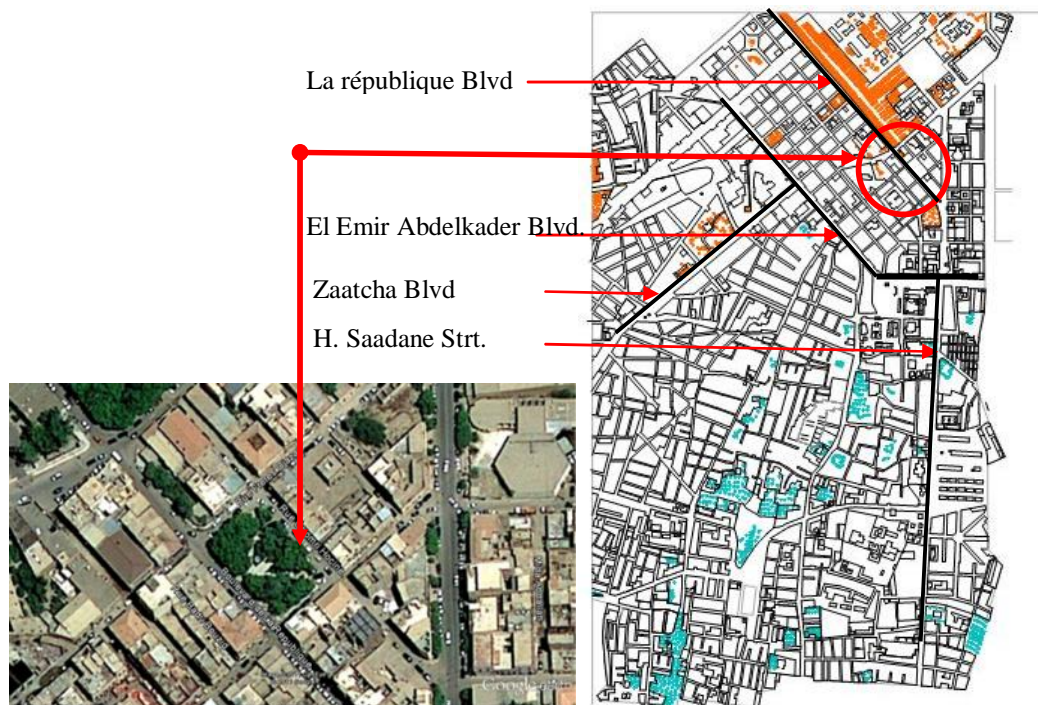 La république Blvd
El Emir Abdelkader Blvd.
Zaatcha Blvd
H. Saadane Strt.
Google